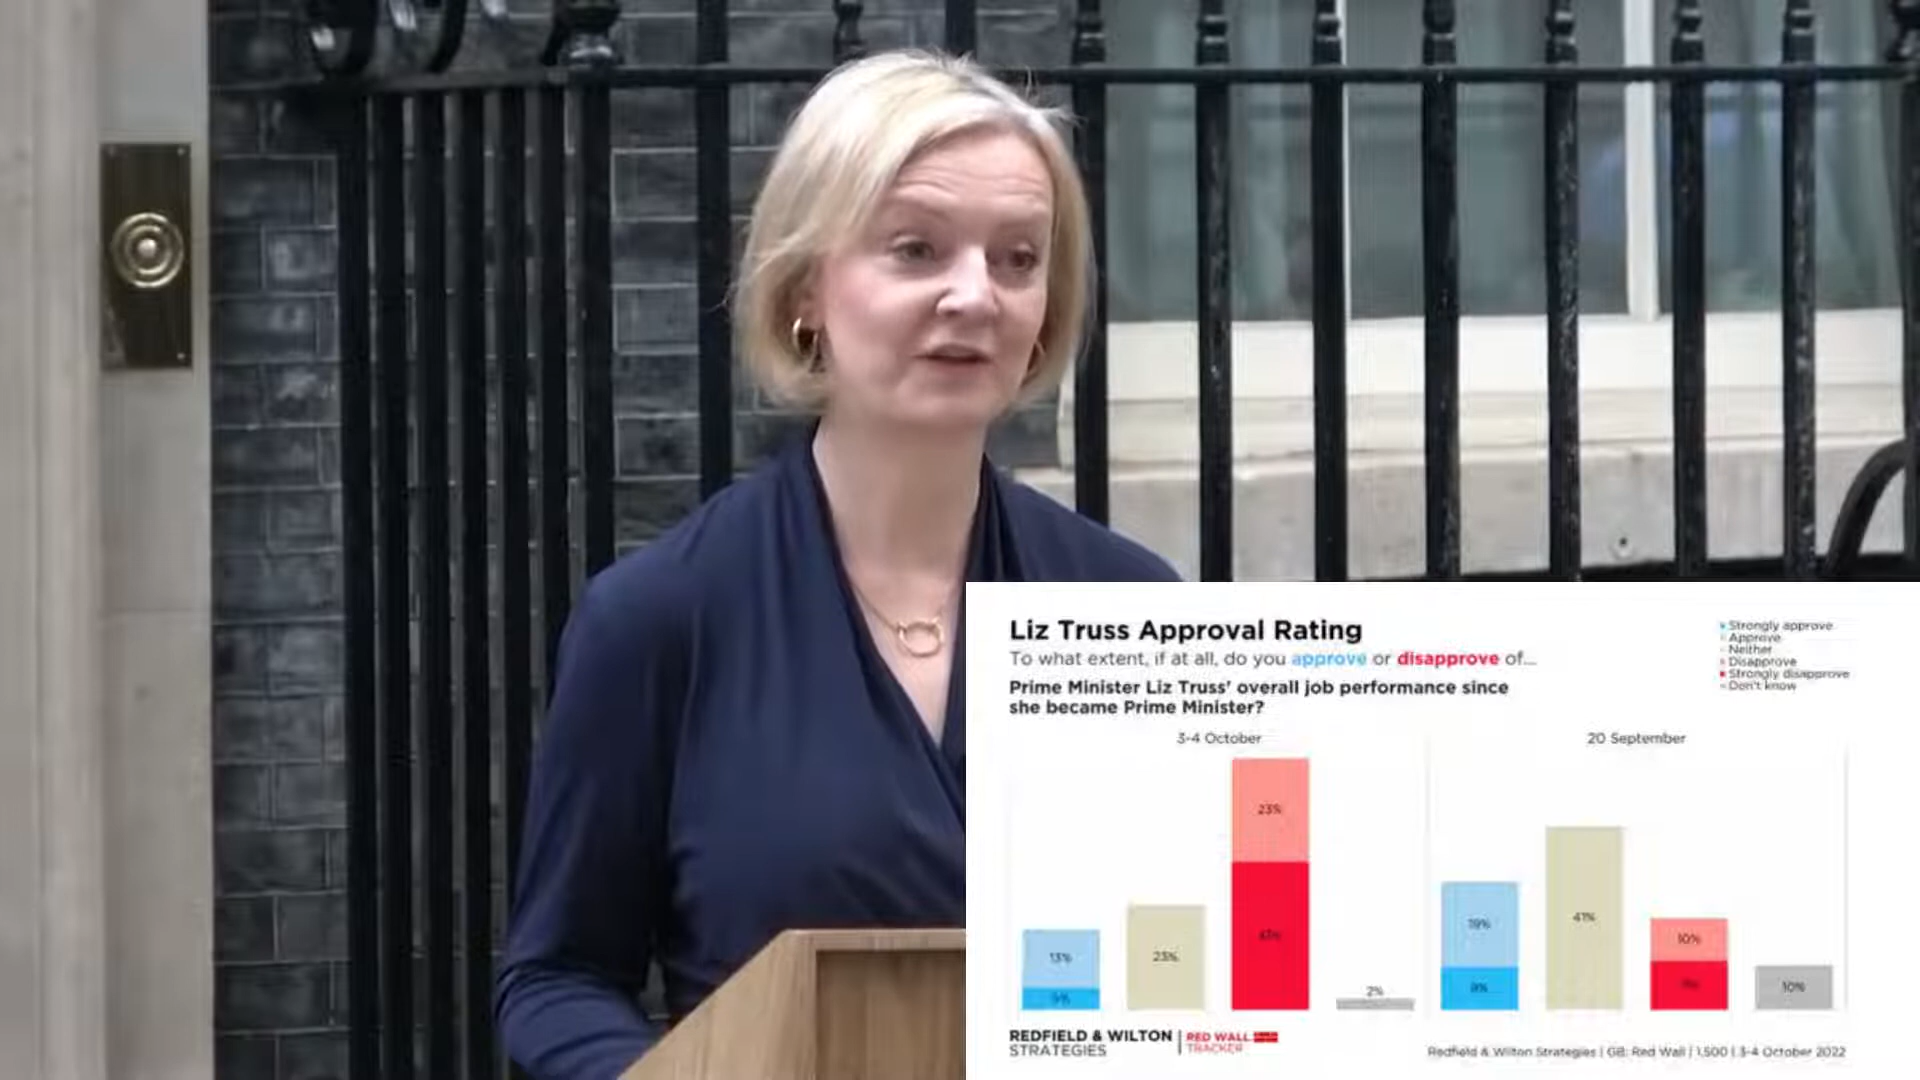 Liz Truss Approval Rating
To what extent, if at all, do you approve or disapprove of...
Prime Minister Liz Truss' overall job performance since
she became Prime Minister?
Strongly approve
Approve
Neither
Disapprove
Strongly disapprove
Don't know
3-4 October
20 September
23%
13%
23%
2%
5%
19%
41%
10%
10%
REDFIELD & WILTON
STRATEGIES
RED WALL
TRACKER
Redfield & Wilton Strategies | GB: Red Wall | 1,500 | 3-4 October 2022